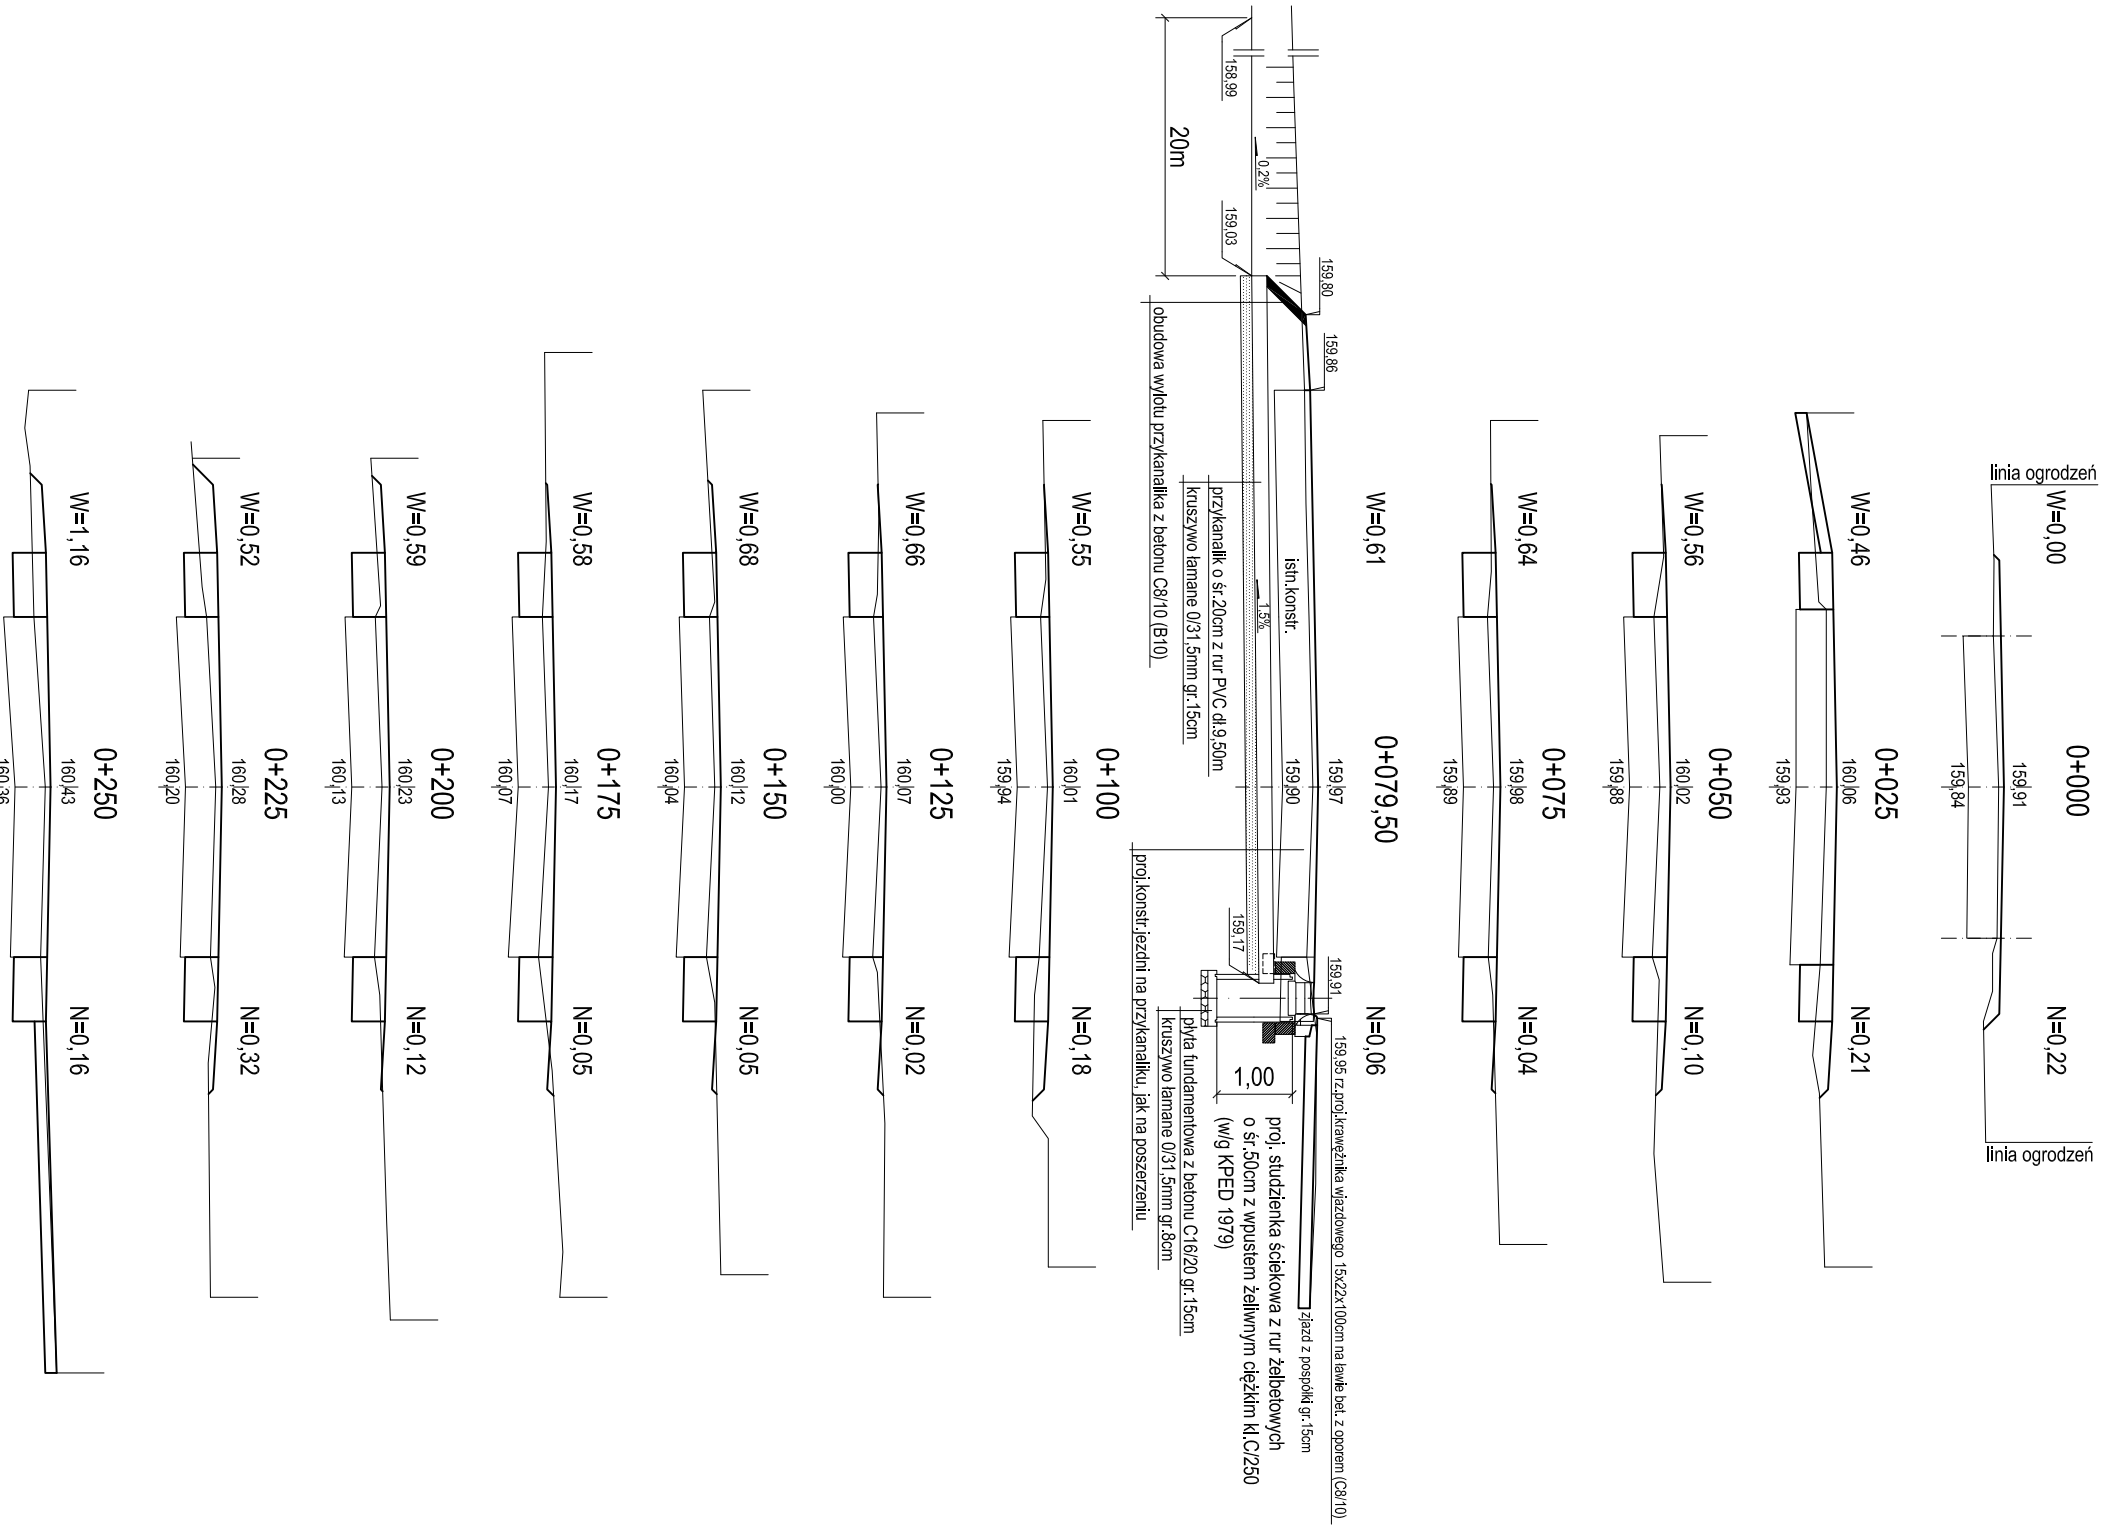 0+000
linia ogrodzeń
W=0,00
159,91
159,84
N=0,22
linia ogrodzeń
0+025
W=0,46
160,06
159,93
N=0,21
0+050
W=0,56
160,02
159,88
N=0,10
0+075
W=0,64
159,98
159,89
N=0,04
0+079,50
W=0,61
159,97
159,90
N=0,06
158,99
20m
0,2%
159,03
159,80
159,86
istn.konstr.
1,5%
159,17
159,91
159,95 rz.proj.krawężnika wjazdowego 15x22x100cm na ławie bet. z oporem (C8/10)
zjazd z pospółki gr.15cm
1,00
proj. studzienka ściekowa z rur żelbetowych
o śr.50cm z wpustem żeliwnym ciężkim kl.C/250
(w/g KPED 1979)
przykanalik o śr.20cm z rur PVC dł.9,50m
kruszywo łamane 0/31,5mm gr.15cm
obudowa wylotu przykanalika z betonu C8/10 (B10)
płyta fundamentowa z betonu C16/20 gr.15cm
kruszywo łamane 0/31,5mm gr.8cm
proj.konstr.jezdni na przykanaliku, jak na poszerzeniu
0+100
W=0,55
160,01
159,94
N=0,18
0+125
W=0,66
160,07
160,00
N=0,02
0+150
W=0,68
160,12
160,04
N=0,05
0+175
W=0,58
160,17
160,07
N=0,05
0+200
W=0,59
160,23
160,13
N=0,12
0+225
W=0,52
160,28
160,20
N=0,32
0+250
W=1,16
160,43
160,36
N=0,16